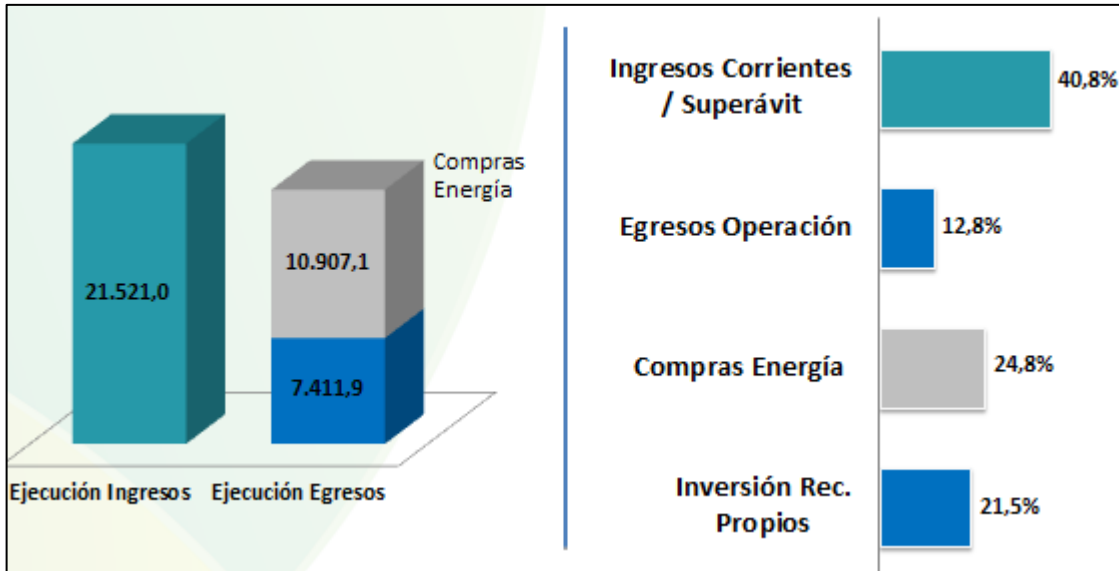 Compras
Energía
21.521,0
10.907,1
7.411,9
Ejecución Ingresos
Ejecución Egresos
Ingresos Corrientes
/ Superávit
40,8%
Egresos Operación
12,8%
Compras Energía
24,8%
Inversión Rec.
Propios
21,5%